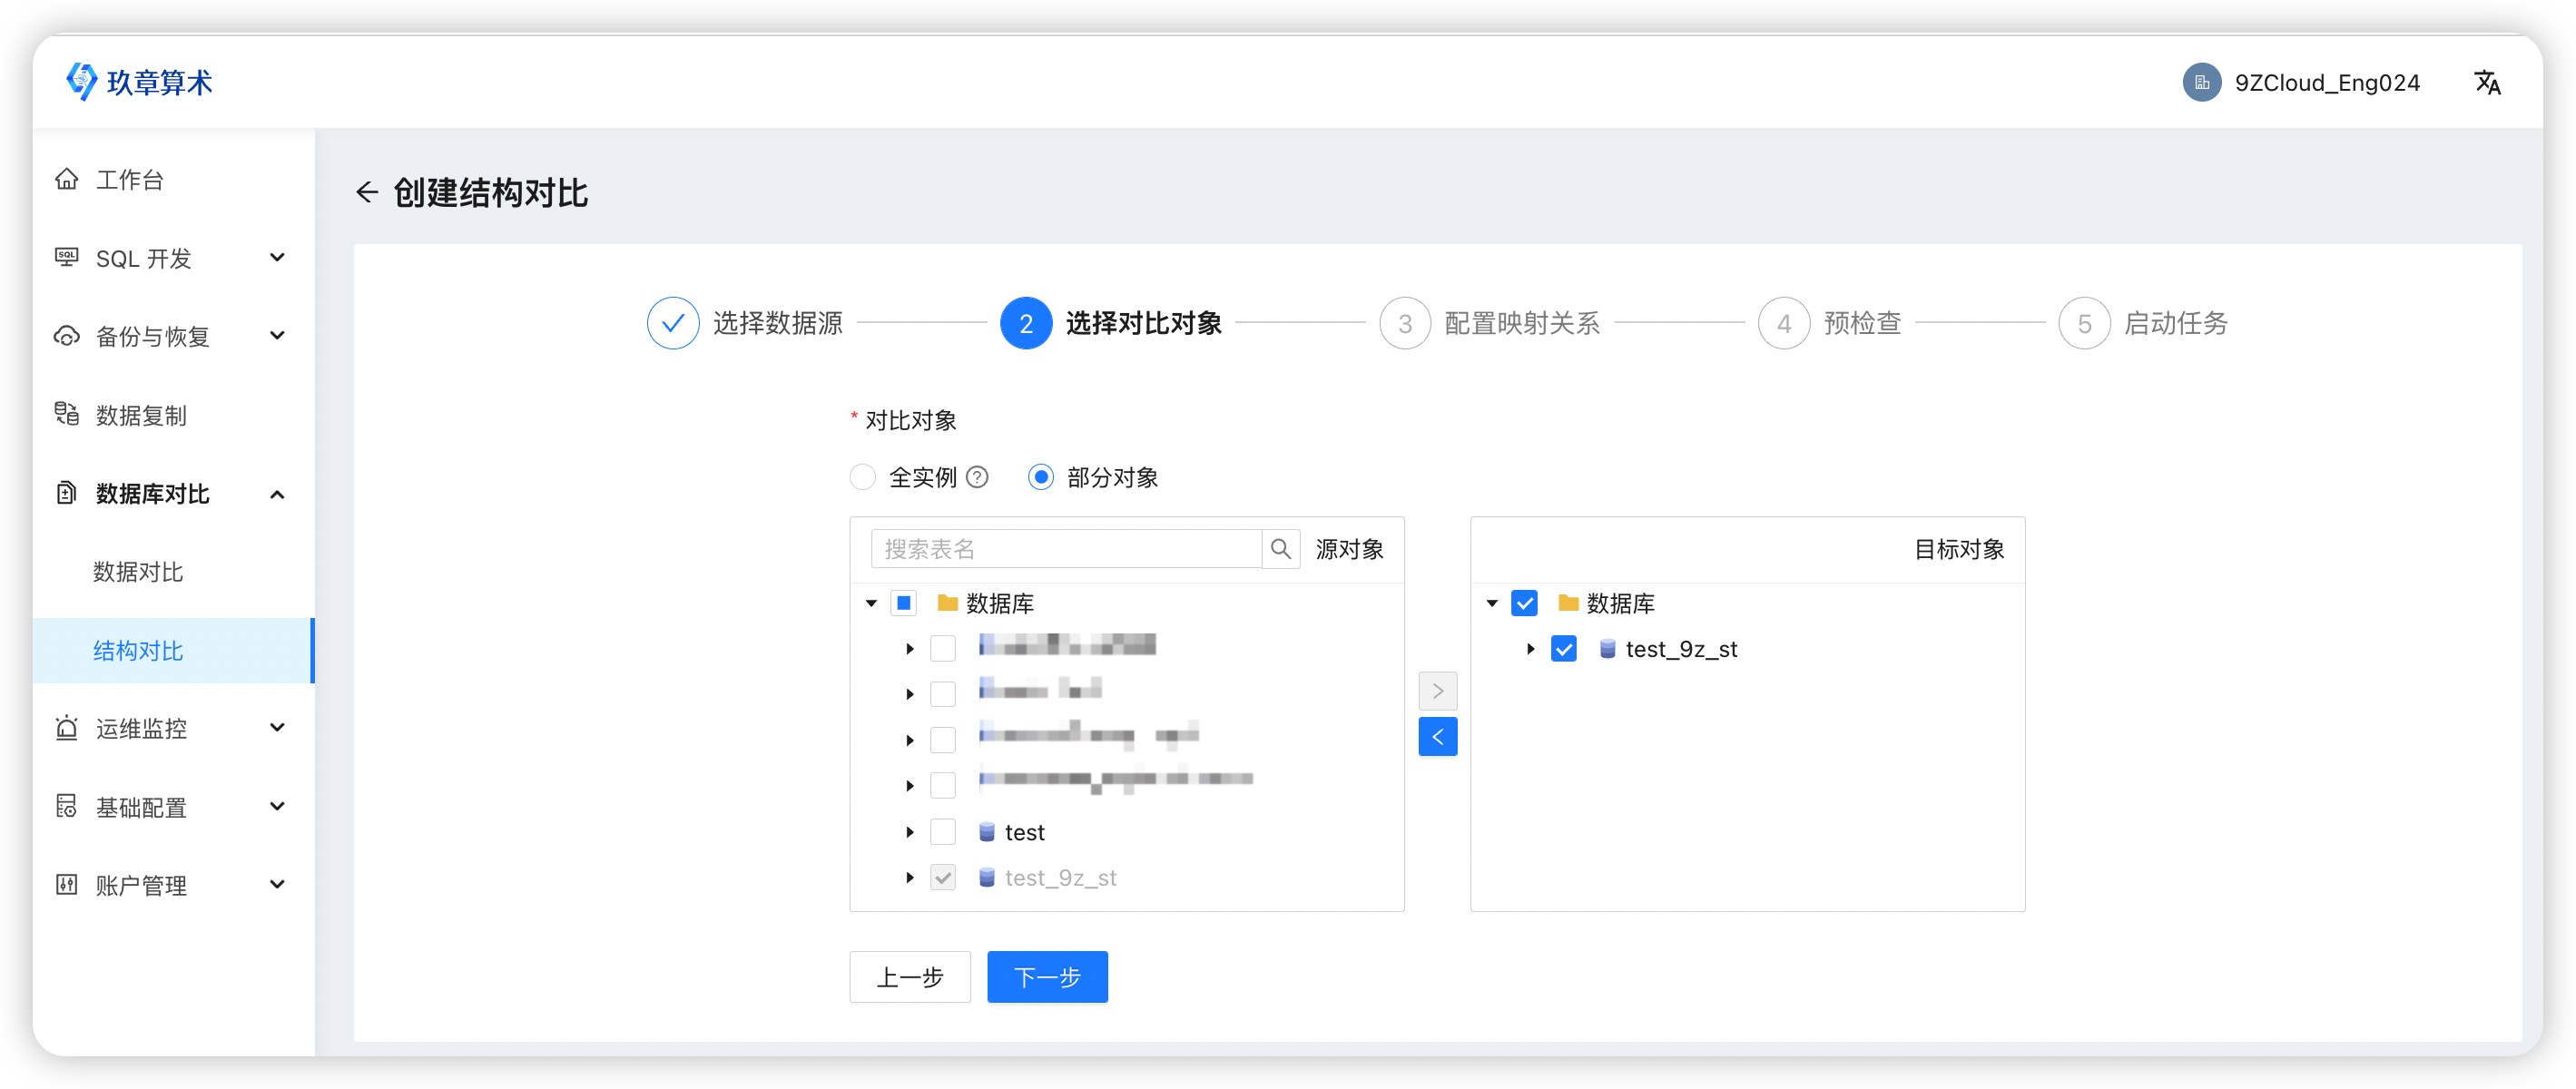 玖章算术
9ZCloud_Eng024
工作台
SQL 开发
备份与恢复
数据复制
数据库对比
数据对比
结构对比
运维监控
基础配置
账户管理
创建结构对比
选择数据源
2 选择对比对象
3 配置映射关系
4 预检查
5 启动任务
* 对比对象
全实例 ? 部分对象
搜索表名 源对象
数据库
test
test_9z_st
目标对象
数据库
test_9z_st
上一步 下一步